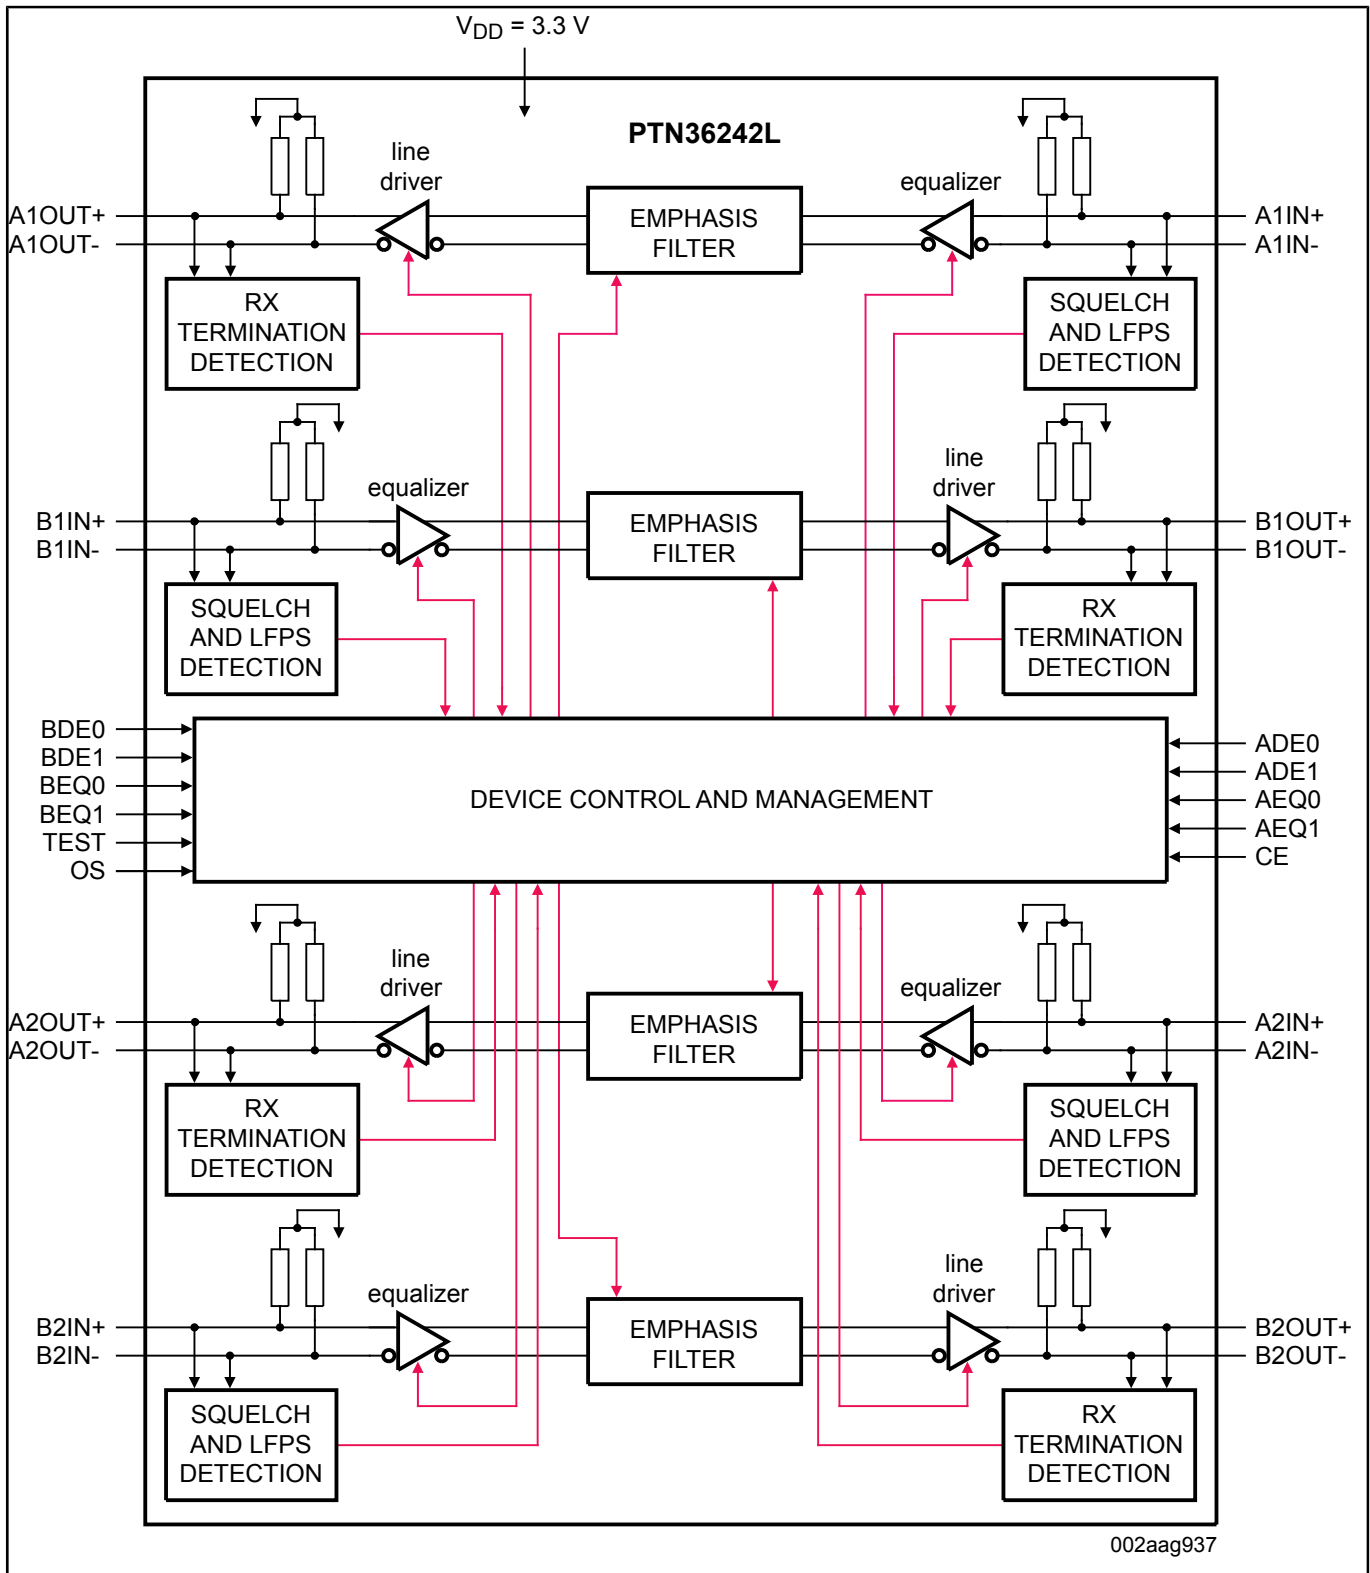 VDD = 3.3 V
PTN36242L
line
driver
equalizer
A1OUT+
A1OUT-
EMPHASIS
FILTER
A1IN+
A1IN-
RX
TERMINATION
DETECTION
SQUELCH
AND LFPS
DETECTION
equalizer
line
driver
B1IN+
B1IN-
EMPHASIS
FILTER
B1OUT+
B1OUT-
SQUELCH
AND LFPS
DETECTION
RX
TERMINATION
DETECTION
BDE0
BDE1
BEQ0
BEQ1
TEST
OS
DEVICE CONTROL AND MANAGEMENT
ADE0
ADE1
AEQ0
AEQ1
CE
line
driver
equalizer
A2OUT+
A2OUT-
EMPHASIS
FILTER
A2IN+
A2IN-
RX
TERMINATION
DETECTION
SQUELCH
AND LFPS
DETECTION
equalizer
line
driver
B2IN+
B2IN-
EMPHASIS
FILTER
B2OUT+
B2OUT-
SQUELCH
AND LFPS
DETECTION
RX
TERMINATION
DETECTION
002aag937